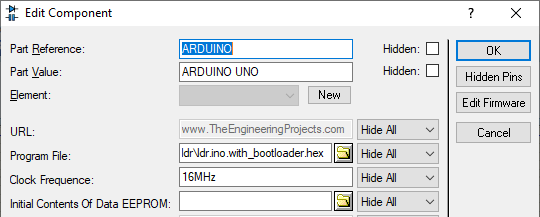 Edit Component
? ×
Part Reference: ARDUINO Hidden: OK
Part Value: ARDUINO UNO Hidden: Hidden Pins
Element: New Edit Firmware
URL: www.TheEngineeringProjects.com Hide All Cancel
Program File: ldr\ldr.ino.with_bootloader.hex Hide All
Clock Frequency: 16MHz Hide All
Initial Contents Of Data EEPROM: Hide All